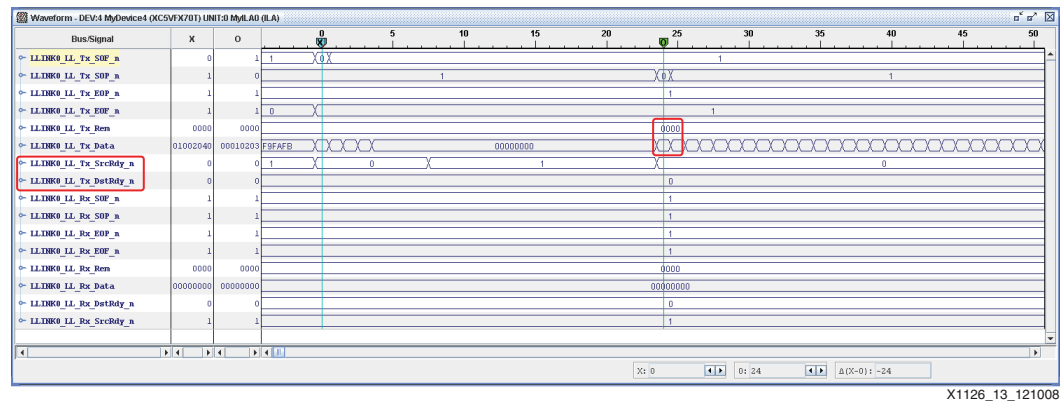 Waveform - DEV:4 MyDevice4 (XC5VFX70T) UNIT:0 MyILA0 (ILA)
Bus/Signal X O 0 5 10 15 20 25 30 35 40 45 50
X O
LLINK0_LL_Tx_SOF_n 0 1 1 0 1
LLINK0_LL_Tx_SOP_n 1 0 1 0 1
LLINK0_LL_Tx_EOP_n 1 1 1
LLINK0_LL_Tx_EOF_n 1 1 0 1
LLINK0_LL_Tx_Rem 0000 0000 0000
LLINK0_LL_Tx_Data 01002040 00010203 F9FAFB 00000000
LLINK0_LL_Tx_SrcRdy_n 0 0 1 0 1 0
LLINK0_LL_Tx_DstRdy_n 0 0 0
LLINK0_LL_Rx_SOF_n 1 1 1
LLINK0_LL_Rx_SOP_n 1 1 1
LLINK0_LL_Rx_EOP_n 1 1 1
LLINK0_LL_Rx_EOF_n 1 1 1
LLINK0_LL_Rx_Rem 0000 0000 0000
LLINK0_LL_Rx_Data 00000000 00000000 00000000
LLINK0_LL_Rx_DstRdy_n 0 0 0
LLINK0_LL_Rx_SrcRdy_n 1 1 1
X: 0 O: 24 Δ(X-O): -24
X1126_13_121008